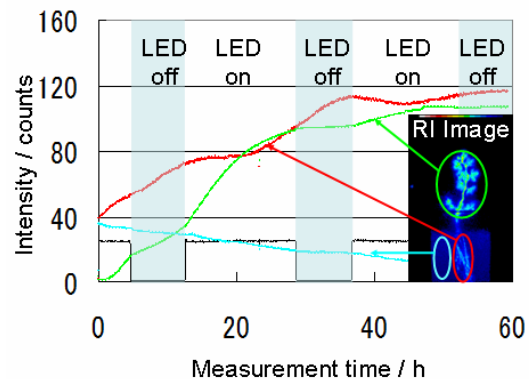 160
120
80
40
0
Intensity / counts
LED
off
LED
on
LED
off
LED
on
LED
off
RI Image
0
20
40
60
Measurement time / h